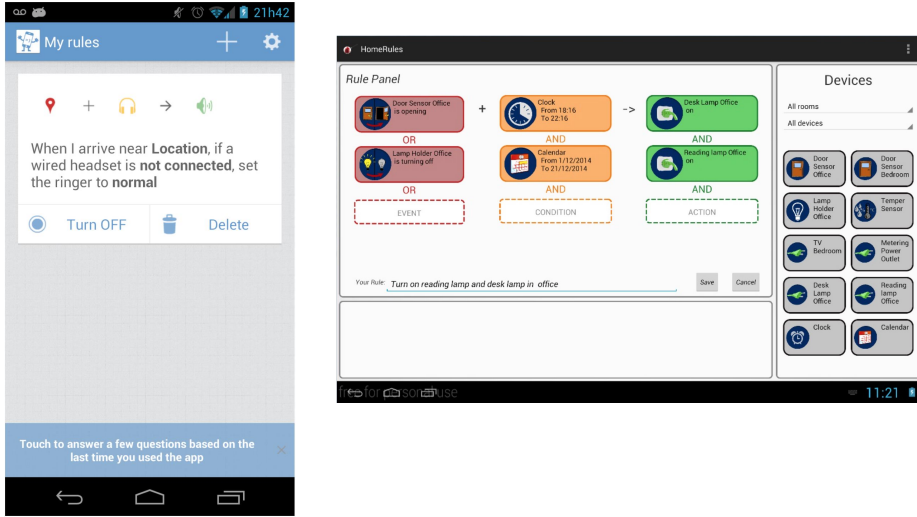 21h42
My rules
+
→
When I arrive near Location, if a
wired headset is not connected, set
the ringer to normal
Turn OFF
Delete
Touch to answer a few questions based on the
last time you used the app
×
HomeRules
Rule Panel
Door Sensor Office
is opening
+
Clock
From 18:16
To 22:16
->
Desk Lamp Office
on
OR
AND
AND
Lamp Holder Office
is turning off
Calendar
From 1/12/2014
To 21/12/2014
Reading lamp Office
on
OR
AND
AND
EVENT
CONDITION
ACTION
Your Rule:
Turn on reading lamp and desk lamp in office
Save
Cancel
Devices
All rooms
All devices
Door
Sensor
Office
Door
Sensor
Bedroom
Lamp
Holder
Office
Temper
Sensor
TV
Bedroom
Metering
Power
Outlet
Desk
Lamp
Office
Reading
lamp
Office
Clock
Calendar
free for personal use
11:21